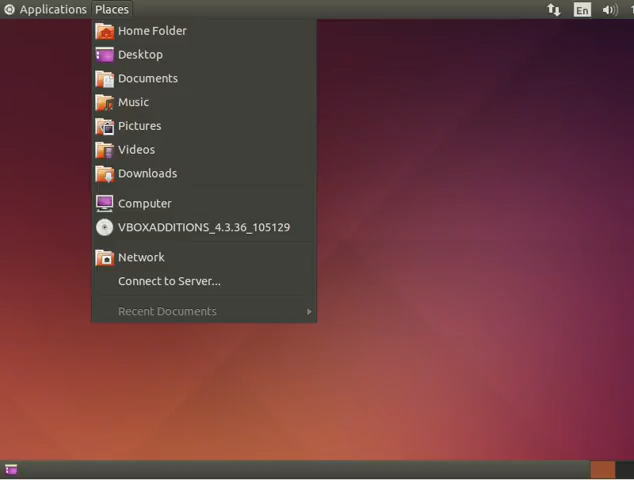 Applications Places En
Home Folder
Desktop
Documents
Music
Pictures
Videos
Downloads
Computer
VBOXADDITIONS_4.3.36_105129
Network
Connect to Server...
Recent Documents